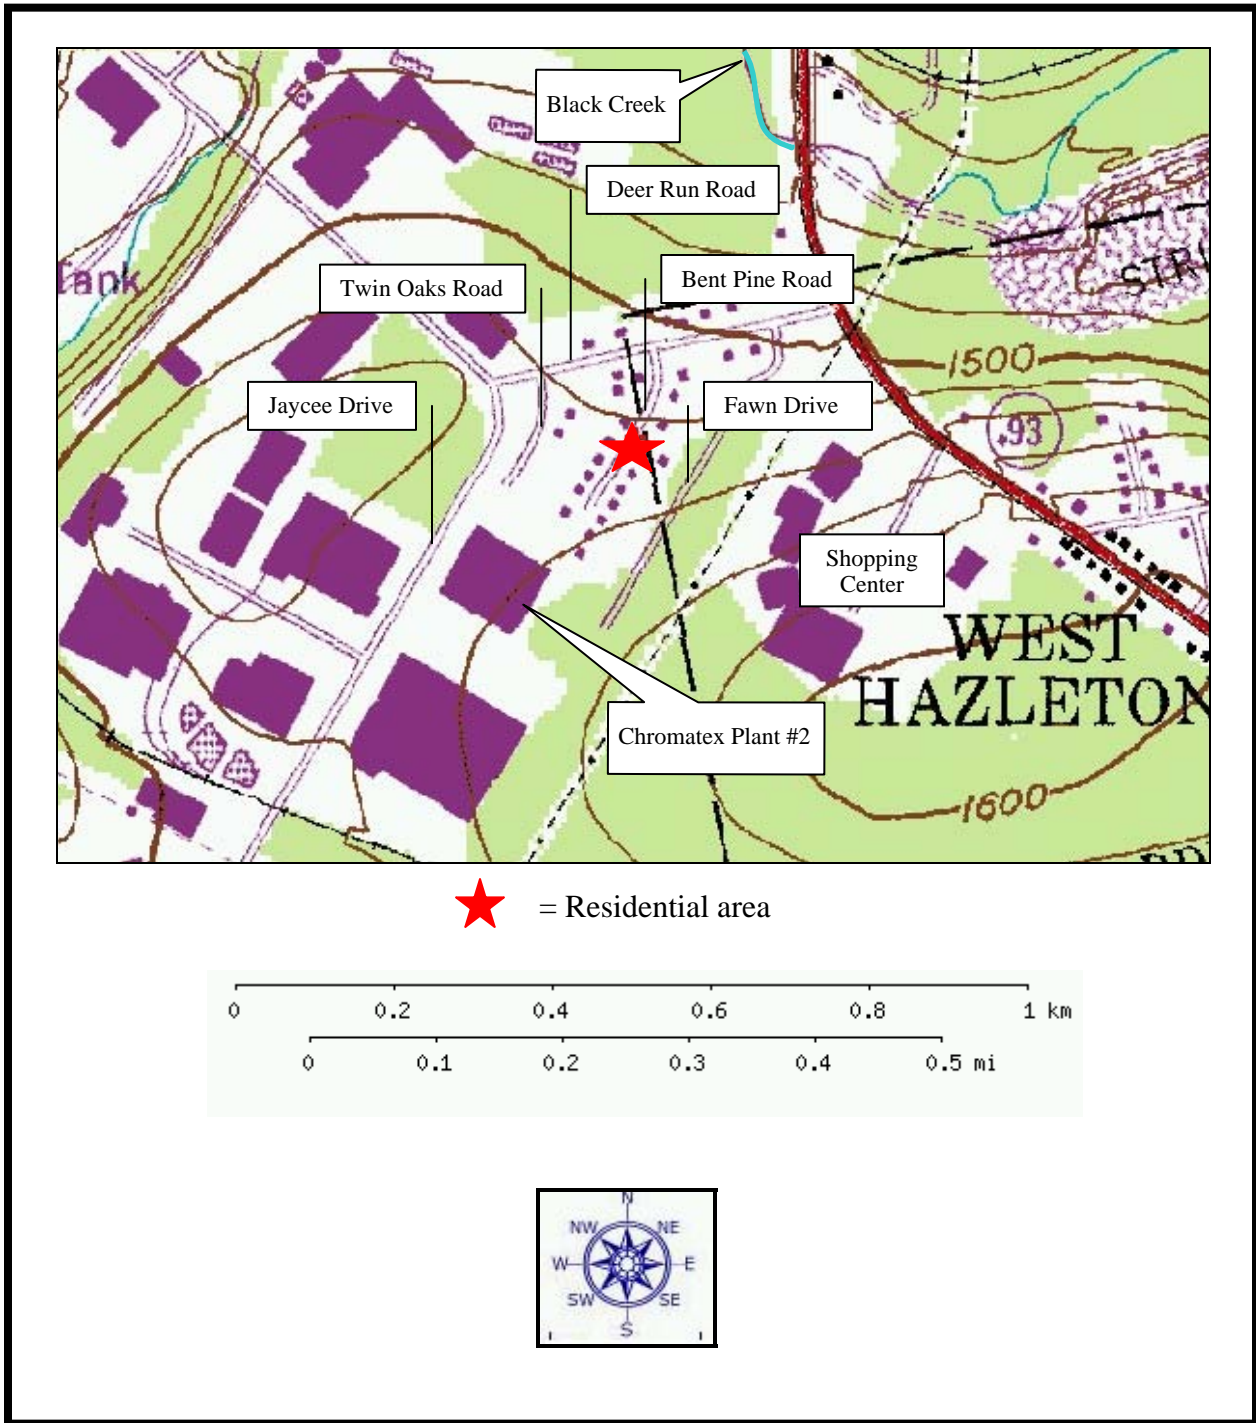 Black Creek
Deer Run Road
Tank
Twin Oaks Road
Bent Pine Road
1500
Jaycee Drive
Fawn Drive
93
Shopping
Center
WEST
HAZLETON
Chromatex Plant #2
1600
= Residential area
0 0.2 0.4 0.6 0.8 1 km
0 0.1 0.2 0.3 0.4 0.5 mi
N
NW NE
W E
SW SE
S